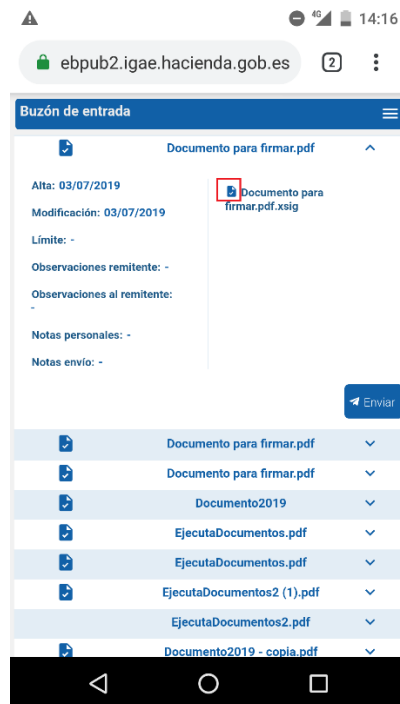 4G 14:16
ebpub2.igae.hacienda.gob.es 2
Buzón de entrada
Documento para firmar.pdf
Alta: 03/07/2019
Modificación: 03/07/2019
Límite: -
Observaciones remitente: -
Observaciones al remitente:
-
Notas personales: -
Notas envío: -
Documento para
firmar.pdf.xsig
Enviar
Documento para firmar.pdf
Documento para firmar.pdf
Documento2019
EjecutaDocumentos.pdf
EjecutaDocumentos.pdf
EjecutaDocumentos2 (1).pdf
EjecutaDocumentos2.pdf
Documento2019 - copia.pdf